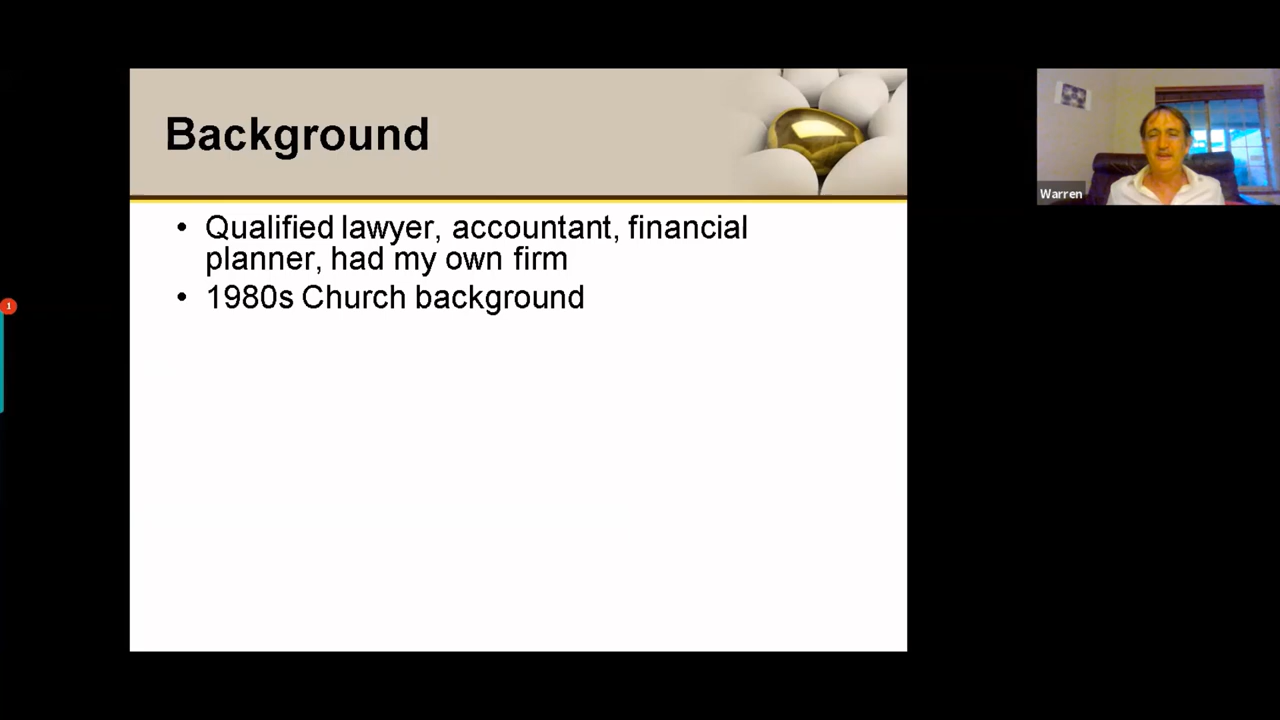 Background
• Qualified lawyer, accountant, financial
planner, had my own firm
• 1980s Church background
Warren
1